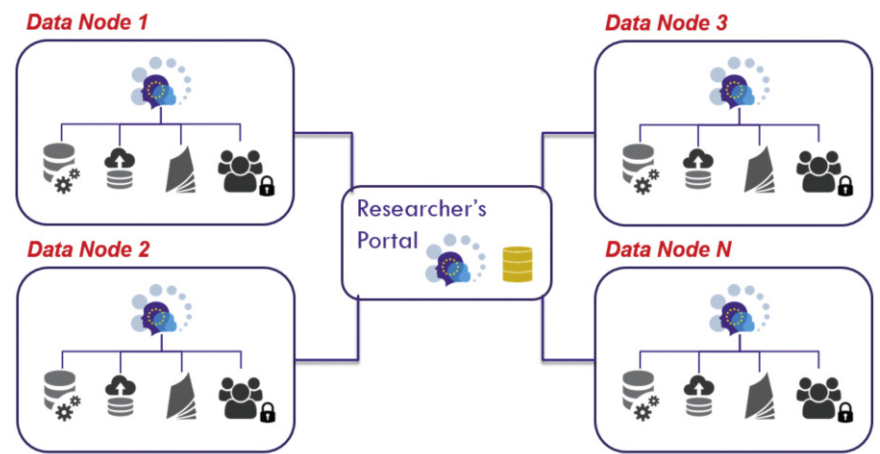 Data Node 1
Data Node 3
Researcher's
Portal
Data Node 2
Data Node N